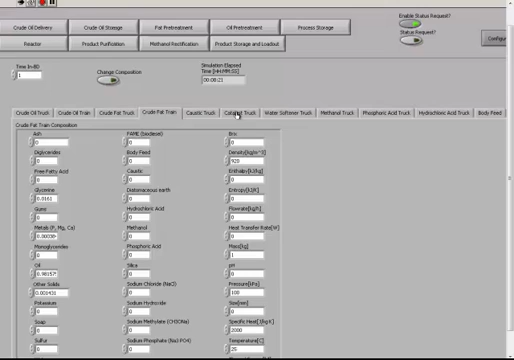 Enable Status Request?
Crude Oil Delivery
Crude Oil Storage
Fat Pretreatment
Oil Pretreatment
Process Storage
Status Request?
Reactor
Product Purification
Methanol Rectification
Product Storage and Loadout
Configu
Simulation Elapsed
Time In-BD
Time [HH:MM:SS]
1
Change Composition
00:08:21
Crude Oil Truck
Crude Oil Train
Crude Fat Truck
Crude Fat Train
Caustic Truck
Catalyst Truck
Water Softener Truck
Methanol Truck
Phosphoric Acid Truck
Hydrochloric Acid Truck
Body Feed
Crude Fat Train Composition
Ash
0
Diglycerides
0
Free Fatty Acid
0
Glycerine
0.0161
Gums
0
Metals (P, Mg, Ca)
Monoglycerides
0
Oil
0.98157
Other Solids
0.001431
Potassium
0
Soap
0
Sulfur
FAME (biodiesel)
0
Body Feed
0
Caustic
0
Diatomaceous earth
0
Hydrochloric Acid
0
Methanol
0
Phosphoric Acid
0
Silica
0
Sodium Chloride (NaCl)
0
Sodium Hydroxide
0
Sodium Methylate (CH3ONa)
0
Sodium Phosphate (Na3PO4)
0
0
Density[kg/m^3]
920
Enthalpy[kJ/kg]
0
Entropy[kJ/K]
0
Flowrate[kg/h]
0
Heat Transfer Rate[W]
0
Mass[kg]
1
pH
0
Pressure[kPa]
100
Size[mm]
0
Specific Heat[J/kg-K]
2000
Temperature[C]
25